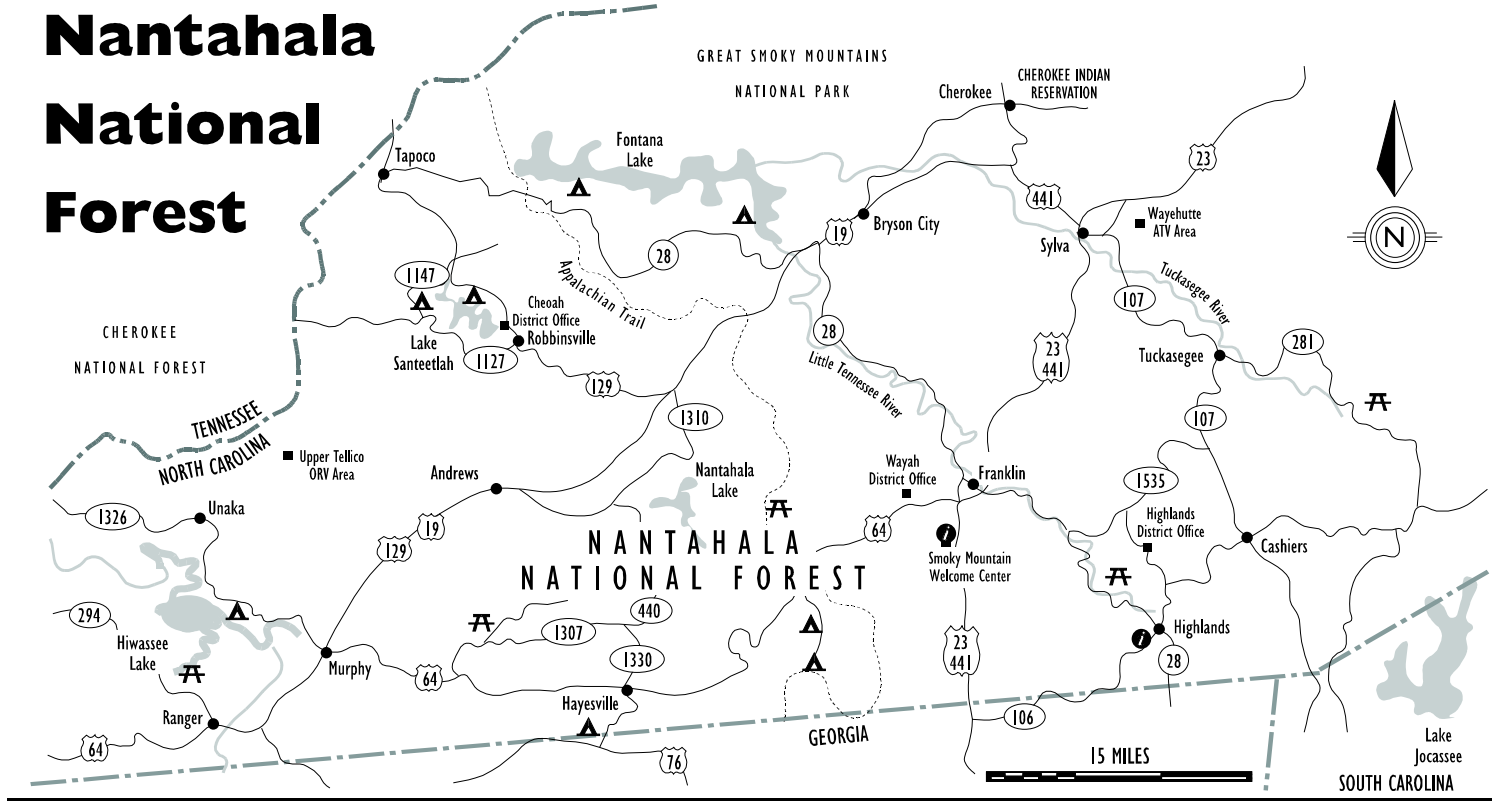 Nantahala
National
Forest
GREAT SMOKY MOUNTAINS
NATIONAL PARK
CHEROKEE INDIAN
RESERVATION
Cherokee
Fontana
Lake
Tapoco
23
441
Wayehutte
ATV Area
Bryson City
19
Sylva
N
28
Appalachian Trail
1147
Tuckasegee River
107
Cheoah
District Office
Robbinsville
Lake
Santeetlah
1127
CHEROKEE
NATIONAL FOREST
28
Little Tennessee River
23
441
Tuckasegee
281
129
1310
107
TENNESSEE
NORTH CAROLINA
Upper Tellico
ORV Area
Andrews
Nantahala
Lake
Wayah
District Office
Franklin
1535
Unaka
1326
19
129
64
Highlands
District Office
Cashiers
NANTAHALA
NATIONAL FOREST
i
Smoky Mountain
Welcome Center
294
Hiwassee
Lake
440
1307
1330
23
441
Highlands
i
28
Murphy
64
Ranger
Hayesville
106
GEORGIA
64
76
15 MILES
Lake
Jocassee
SOUTH CAROLINA